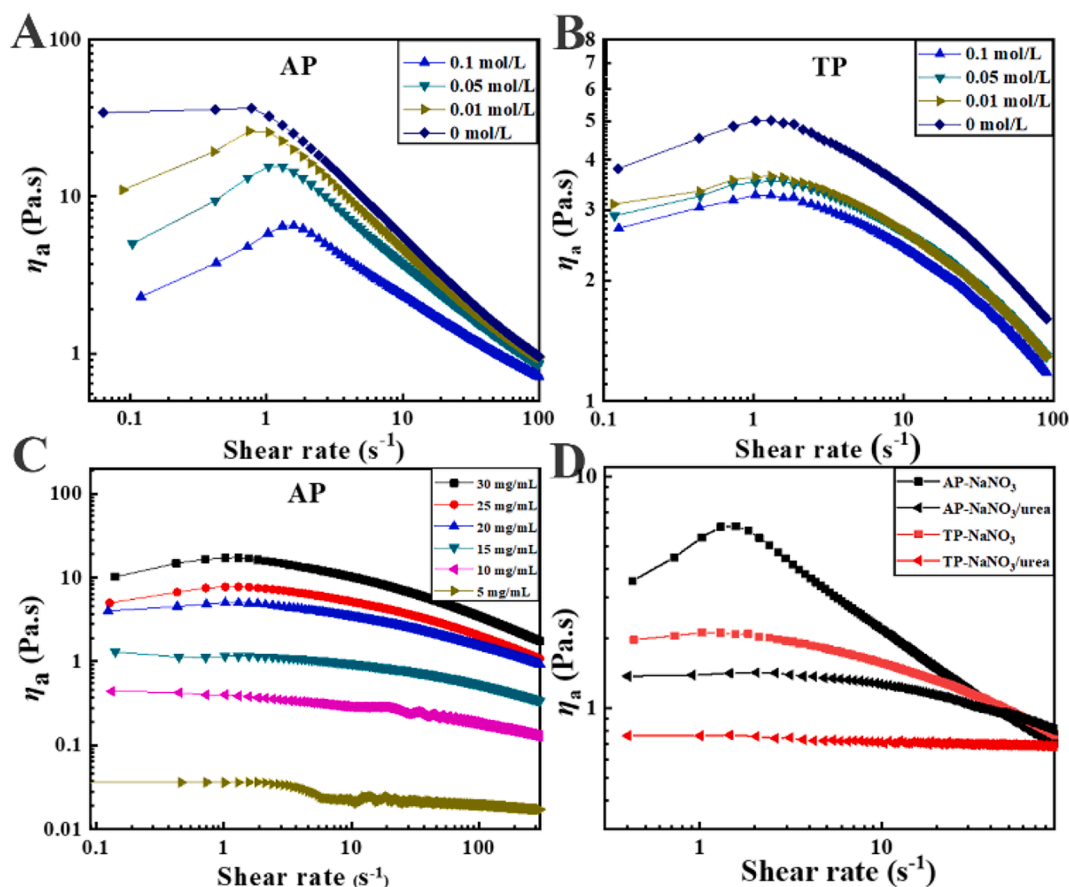 A
AP
0.1 mol/L
0.05 mol/L
0.01 mol/L
0 mol/L
100
10
1
ηa (Pa.s)
0.1
1
10
100
Shear rate (s-1)
B
TP
0.1 mol/L
0.05 mol/L
0.01 mol/L
0 mol/L
8
7
6
5
4
3
2
1
ηa (Pa.s)
0.1
1
10
100
Shear rate (s-1)
C
AP
30 mg/mL
25 mg/mL
20 mg/mL
15 mg/mL
10 mg/mL
5 mg/mL
100
10
1
0.1
0.01
ηa (Pa.s)
0.1
1
10
100
Shear rate (s-1)
D
AP-NaNO3
AP-NaNO3/urea
TP-NaNO3
TP-NaNO3/urea
10
1
ηa (Pa.s)
1
10
Shear rate (s-1)